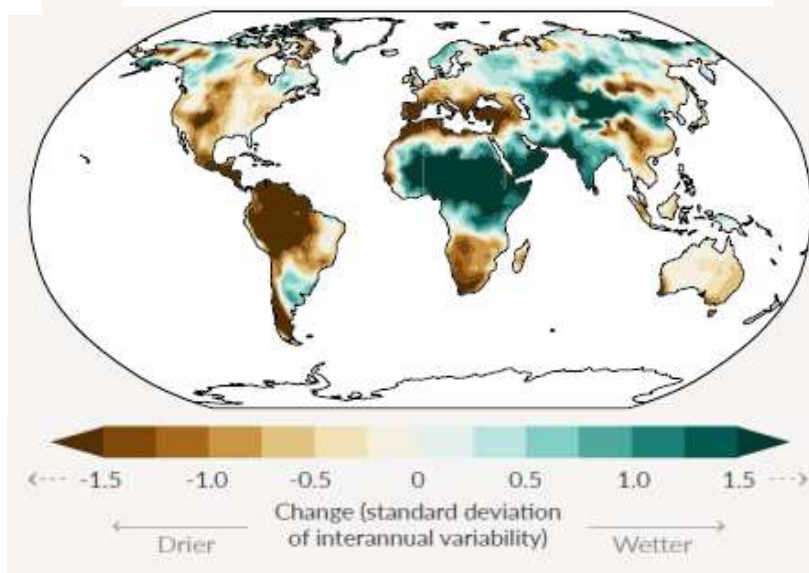 -1.5 -1.0 -0.5 0 0.5 1.0 1.5
Change (standard deviation
of interannual variability)
Drier
Wetter